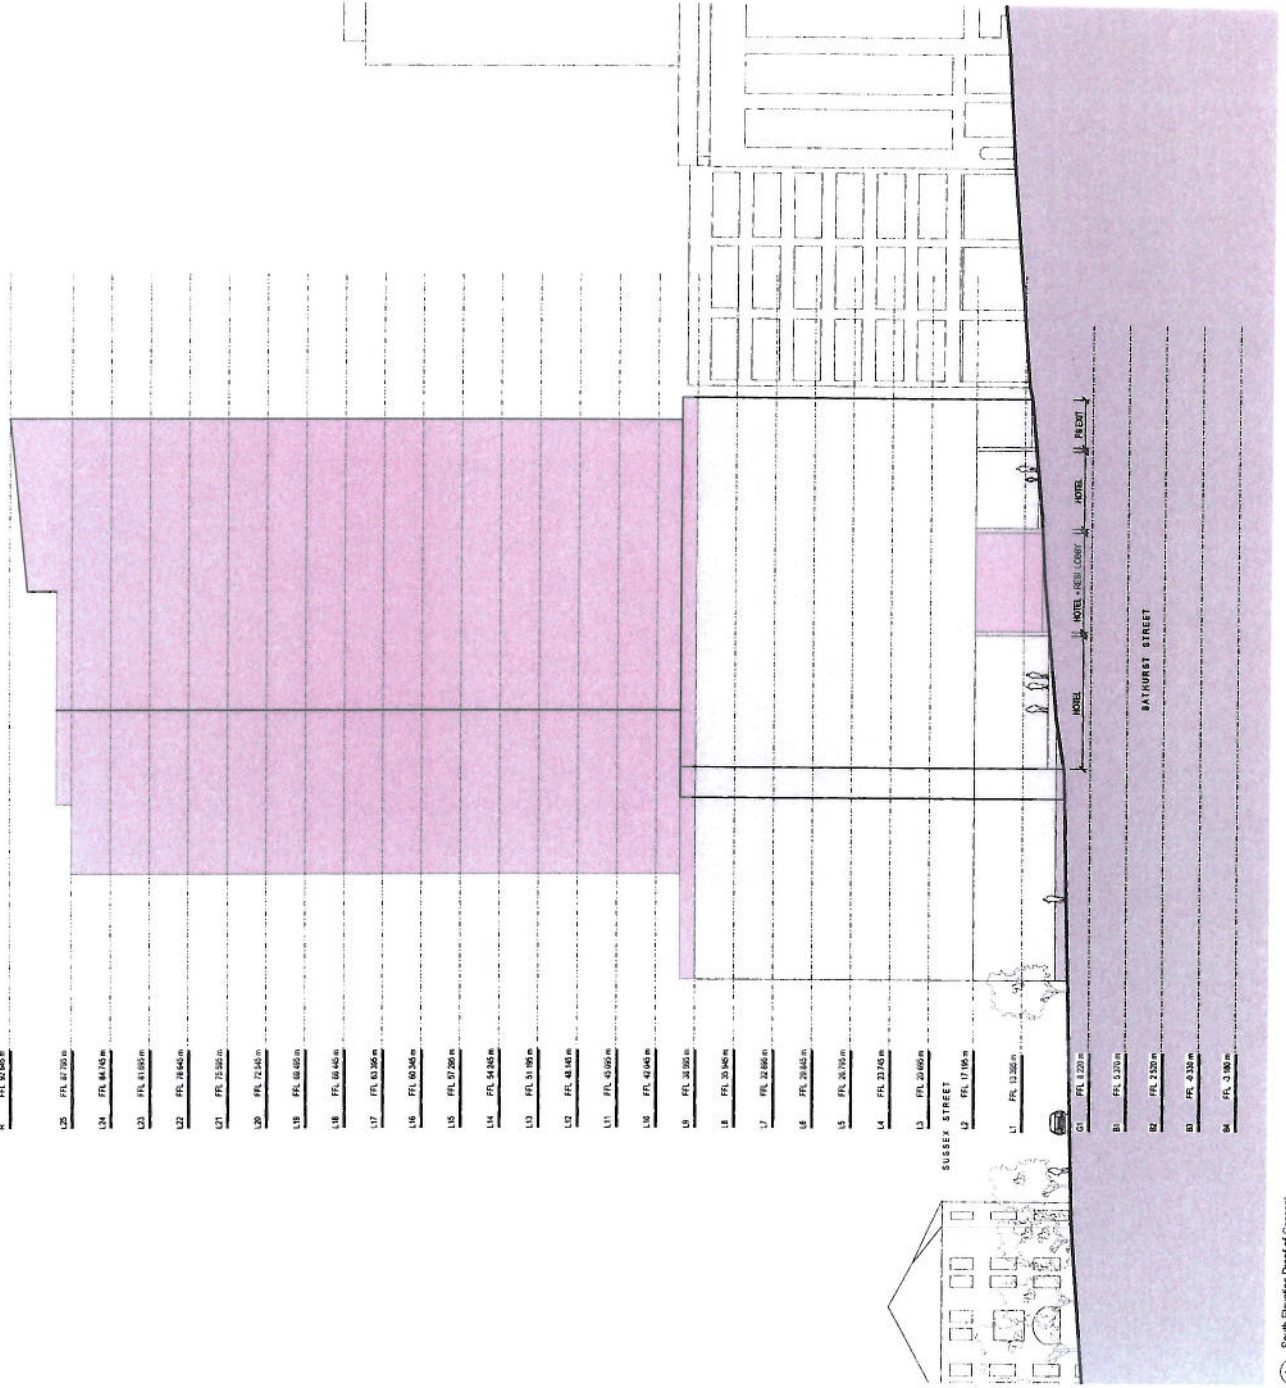 R FFL 92.645 m
L25 FFL 87.795 m
L24 FFL 84.745 m
L23 FFL 81.695 m
L22 FFL 78.645 m
L21 FFL 75.595 m
L20 FFL 72.545 m
L19 FFL 69.495 m
L18 FFL 66.445 m
L17 FFL 63.395 m
L16 FFL 60.345 m
L15 FFL 57.295 m
L14 FFL 54.245 m
L13 FFL 51.195 m
L12 FFL 48.145 m
L11 FFL 45.095 m
L10 FFL 42.045 m
L9 FFL 38.995 m
L8 FFL 35.945 m
L7 FFL 32.895 m
L6 FFL 29.845 m
L5 FFL 26.795 m
L4 FFL 23.745 m
L3 FFL 20.695 m
SUSSEX STREET
L2 FFL 17.195 m
L1 FFL 13.395 m
G1 FFL 8.220 m
B1 FFL 5.370 m
B2 FFL 2.520 m
B3 FFL -0.330 m
B4 FFL -3.180 m
HOTEL
HOTEL + RESI. LOBBY
HOTEL
BATHURST STREET
South Elevation Proof of Concept